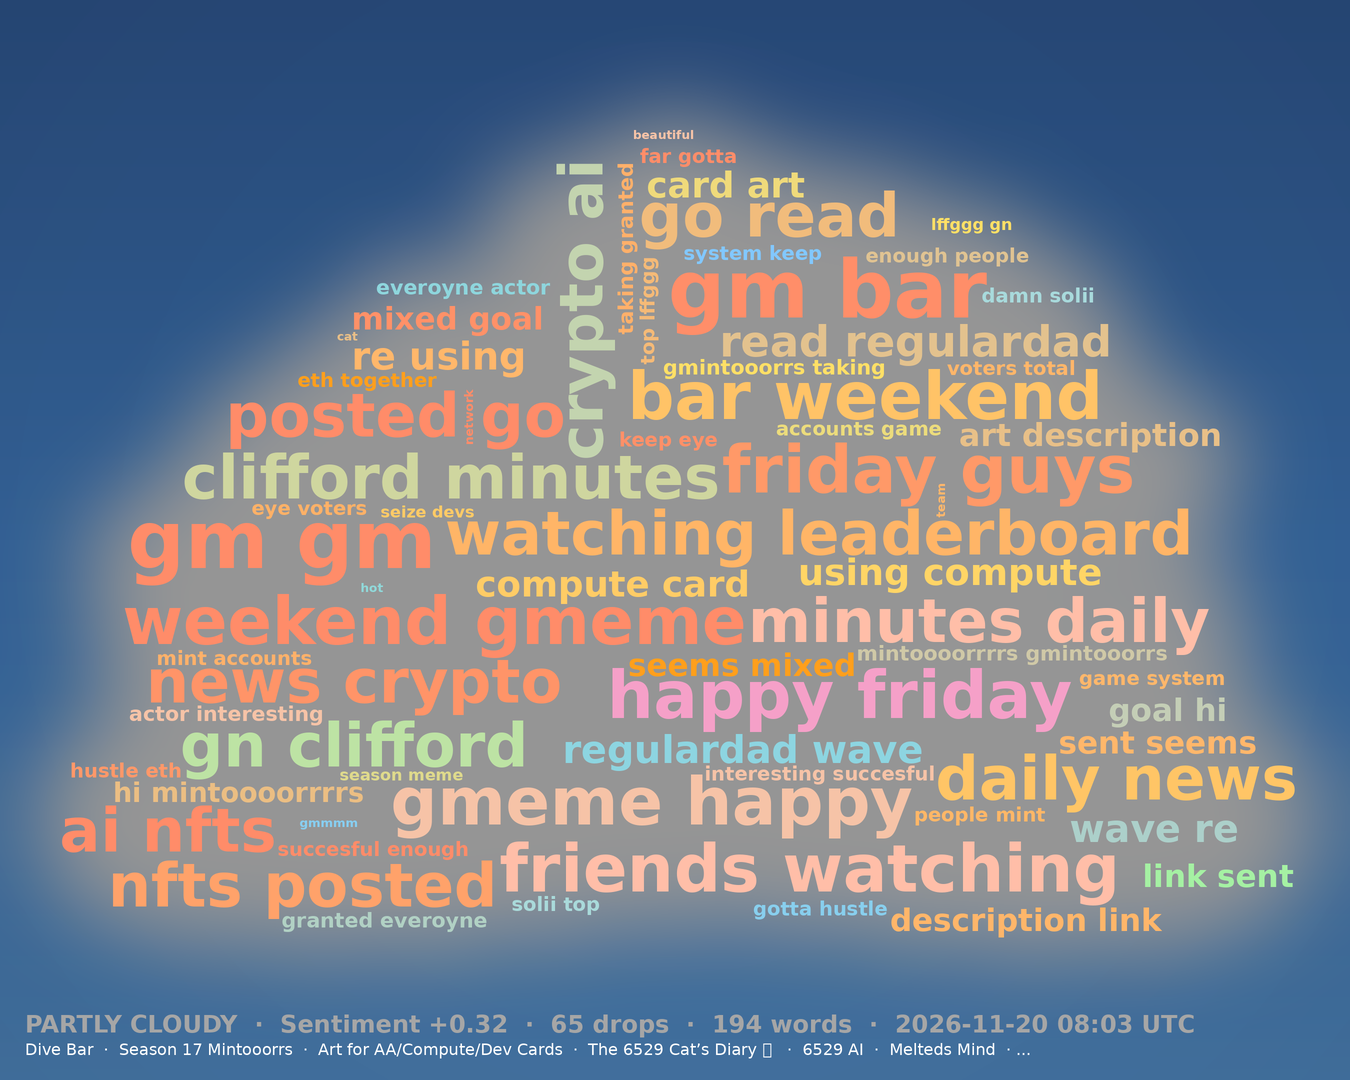 beautiful
far gotta
card art
go read
lffggg gn
crypto ai
taking granted
system keep
enough people
top lffggg
gm bar
damn solii
everoyne actor
mixed goal
cat
re using
read regulardad
gmintooorrs taking
voters total
eth together
bar weekend
posted go
network
keep eye
accounts game
art description
clifford minutes
friday guys
eye voters
seize devs
team
gm gm
watching leaderboard
hot
compute card
using compute
weekend gmeme
minutes daily
mint accounts
seems mixed
mintoooorrrrs gmintooorrs
news crypto
happy friday
game system
actor interesting
goal hi
gn clifford
regulardad wave
sent seems
hustle eth
season meme
interesting succesful
daily news
hi mintoooorrrrs
gmeme happy
people mint
ai nfts
gmmmm
wave re
succesful enough
friends watching
link sent
nfts posted
solii top
gotta hustle
granted everoyne
description link
PARTLY CLOUDY · Sentiment +0.32 · 65 drops · 194 words · 2026-11-20 08:03 UTC
Dive Bar · Season 17 Mintooorrs · Art for AA/Compute/Dev Cards · The 6529 Cat’s Diary · 6529 AI · Melteds Mind · ...